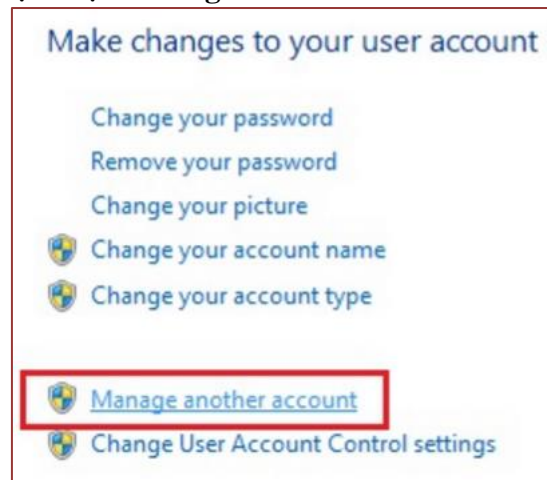 Make changes to your user account
Change your password
Remove your password
Change your picture
Change your account name
Change your account type
Manage another account
Change User Account Control settings